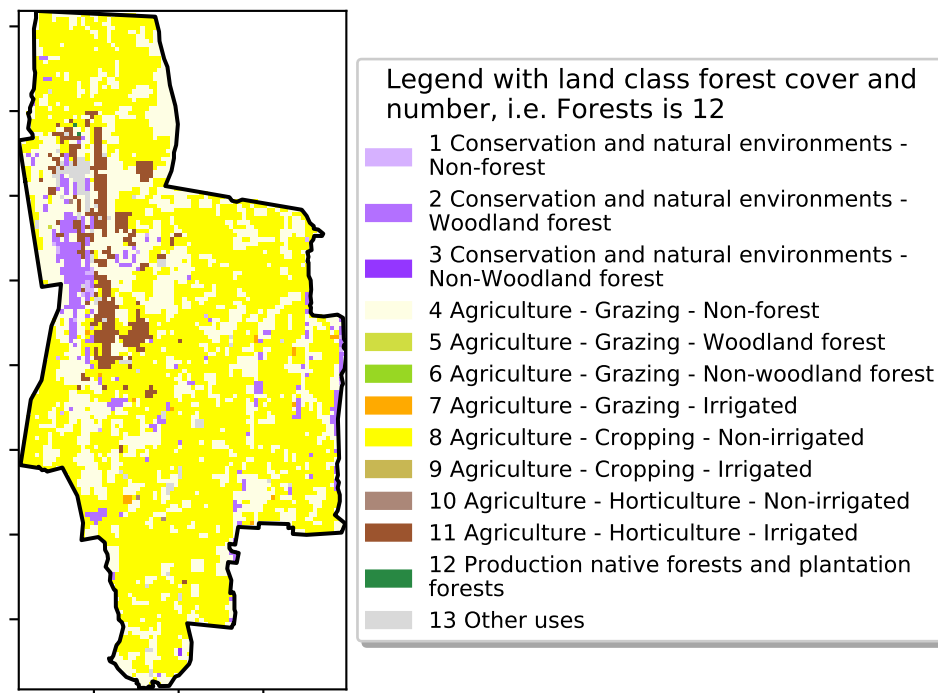 Legend with land class forest cover and
number, i.e. Forests is 12
1 Conservation and natural environments -
Non-forest
2 Conservation and natural environments -
Woodland forest
3 Conservation and natural environments -
Non-Woodland forest
4 Agriculture - Grazing - Non-forest
5 Agriculture - Grazing - Woodland forest
6 Agriculture - Grazing - Non-woodland forest
7 Agriculture - Grazing - Irrigated
8 Agriculture - Cropping - Non-irrigated
9 Agriculture - Cropping - Irrigated
10 Agriculture - Horticulture - Non-irrigated
11 Agriculture - Horticulture - Irrigated
12 Production native forests and plantation
forests
13 Other uses